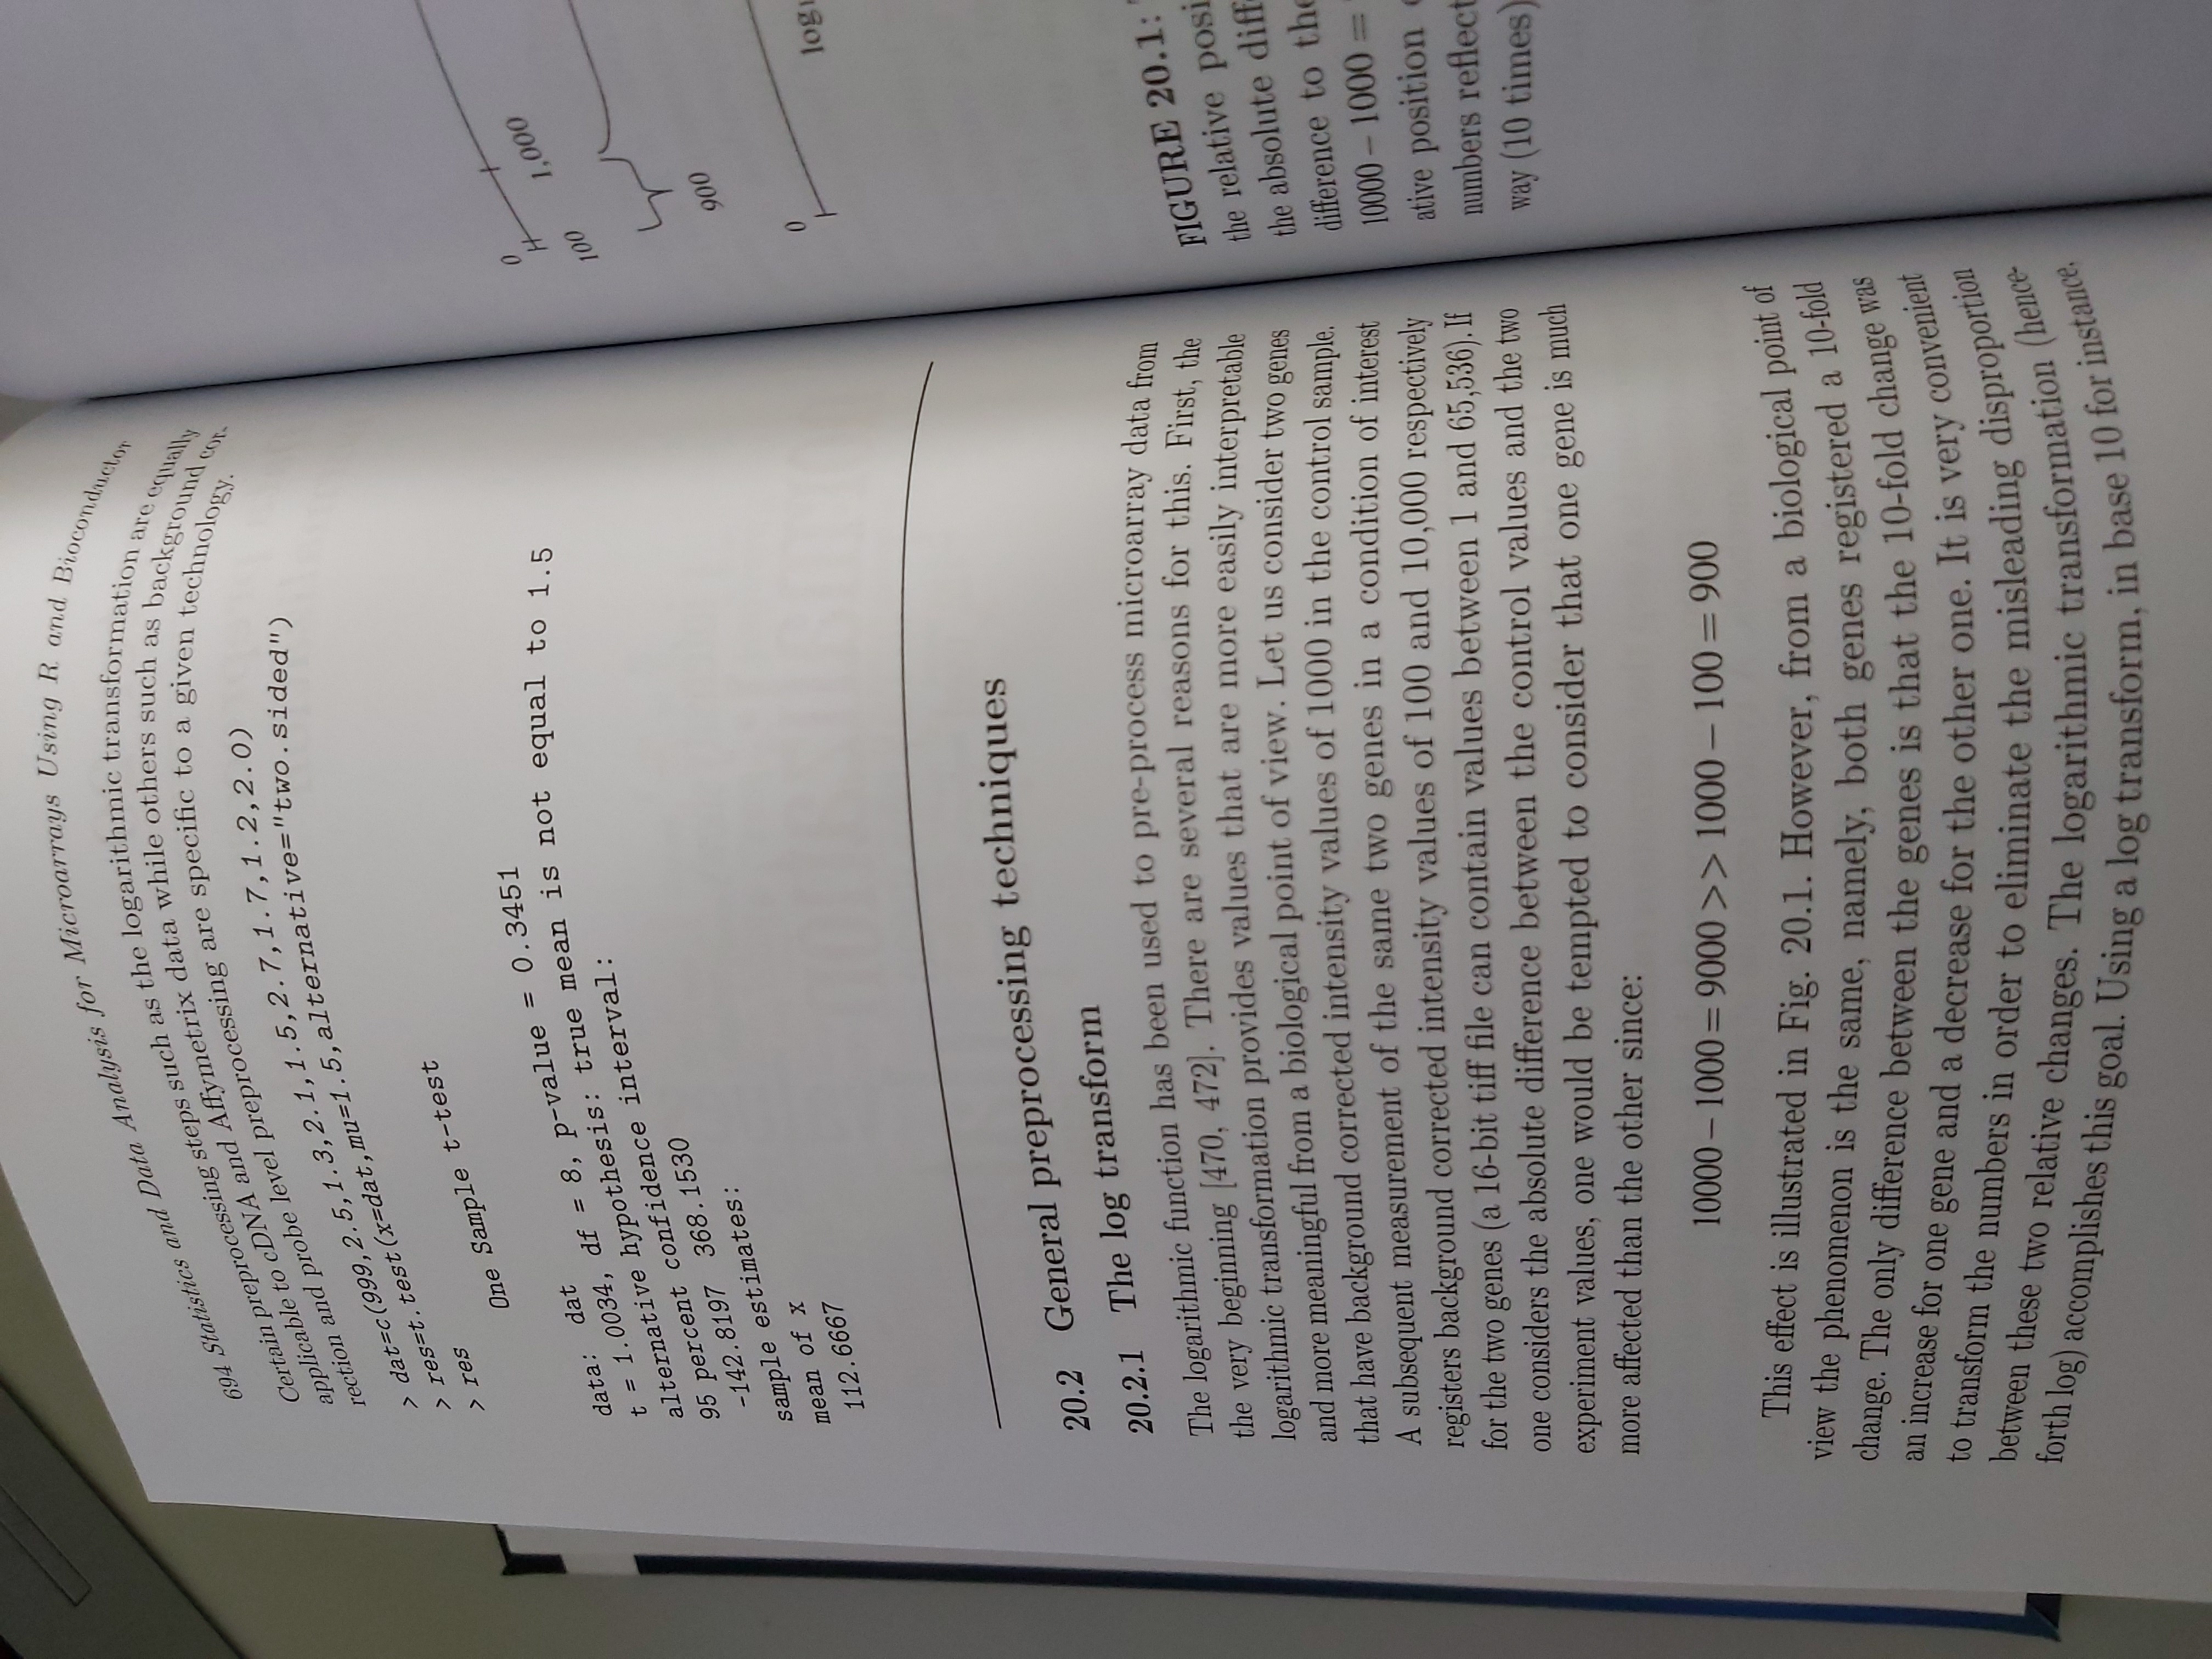 694 Statistics and Data Analysis for Microarrays Using R and Bioconductor
Certain preprocessing steps such as the logarithmic transformation are equally
applicable to cDNA and Affymetrix data while others such as background cor-
rection and probe level preprocessing are specific to a given technology.
> dat=c(999,2.5,1.3,2.1,1.5,2.7,1.7,1.2,2.0)
> res=t.test(x=dat,mu=1.5,alternative="two.sided")
> res
One Sample t-test
data: dat
t = 1.0034, df = 8, p-value = 0.3451
alternative hypothesis: true mean is not equal to 1.5
95 percent confidence interval:
-142.8197 368.1530
sample estimates:
mean of x
112.6667
20.2 General preprocessing techniques
20.2.1 The log transform
The logarithmic function has been used to pre-process microarray data from
the very beginning [470, 472]. There are several reasons for this. First, the
logarithmic transformation provides values that are more easily interpretable
and more meaningful from a biological point of view. Let us consider two genes
that have background corrected intensity values of 1000 in the control sample.
A subsequent measurement of the same two genes in a condition of interest
registers background corrected intensity values of 100 and 10,000 respectively
for the two genes (a 16-bit tiff file can contain values between 1 and 65,536). If
one considers the absolute difference between the control values and the two
experiment values, one would be tempted to consider that one gene is much
more affected than the other since:
10000 − 1000 = 9000 >> 1000 − 100 = 900
This effect is illustrated in Fig. 20.1. However, from a biological point of
view the phenomenon is the same, namely, both genes registered a 10-fold
change. The only difference between the genes is that the 10-fold change was
an increase for one gene and a decrease for the other one. It is very convenient
to transform the numbers in order to eliminate the misleading disproportion
between these two relative changes. The logarithmic transformation (hence-
forth log) accomplishes this goal. Using a log transform, in base 10 for instance,
0
1,000
100
900
0
log
FIGURE 20.1:
the relative posi
the absolute diff
difference to the
10000 − 1000 =
ative position
numbers reflect
way (10 times)